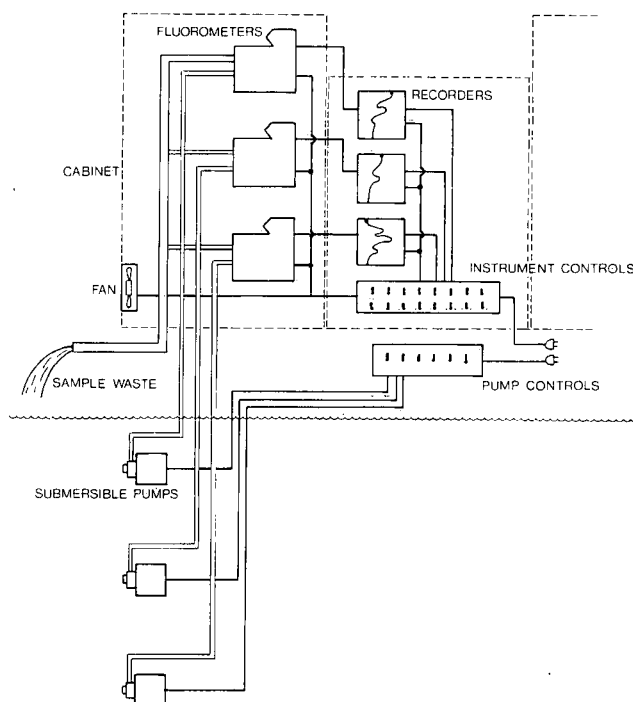 FLUOROMETERS
RECORDERS
CABINET
INSTRUMENT CONTROLS
FAN
SAMPLE WASTE
PUMP CONTROLS
SUBMERSIBLE PUMPS